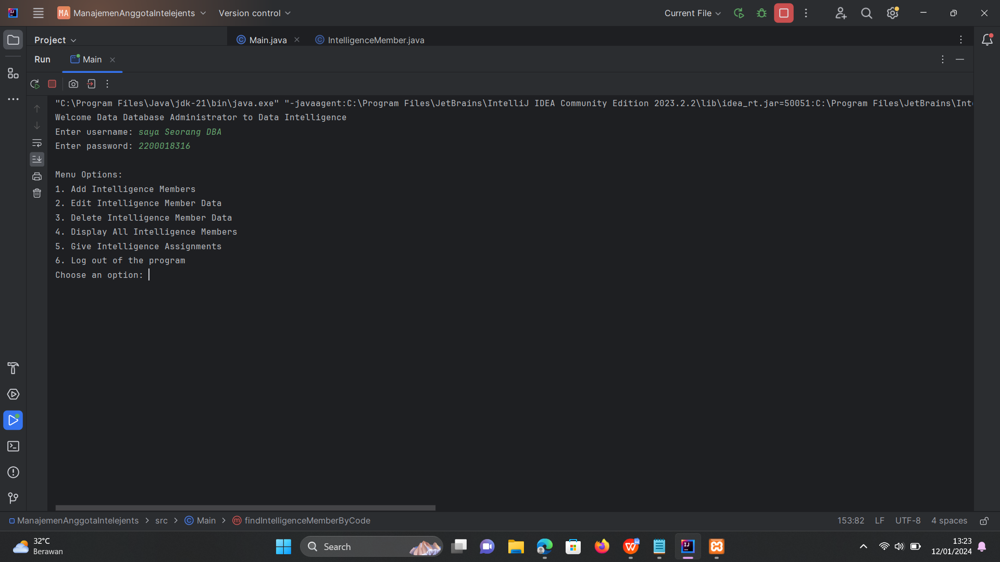 MA ManajemenAnggotaIntelejents Version control Current File
Project Main.java IntelligenceMember.java
Run Main
"C:\Program Files\Java\jdk-21\bin\java.exe" "-javaagent:C:\Program Files\JetBrains\IntelliJ IDEA Community Edition 2023.2.2\lib\idea_rt.jar=50051:C:\Program Files\JetBrains\Int
Welcome Data Database Administrator to Data Intelligence
Enter username: saya Seorang DBA
Enter password: 2200018316
Menu Options:
1. Add Intelligence Members
2. Edit Intelligence Member Data
3. Delete Intelligence Member Data
4. Display All Intelligence Members
5. Give Intelligence Assignments
6. Log out of the program
Choose an option:
ManajemenAnggotaIntelejents > src > Main > findIntelligenceMemberByCode 153:82 LF UTF-8 4 spaces
32°C
Berawan
Search
13:23
12/01/2024